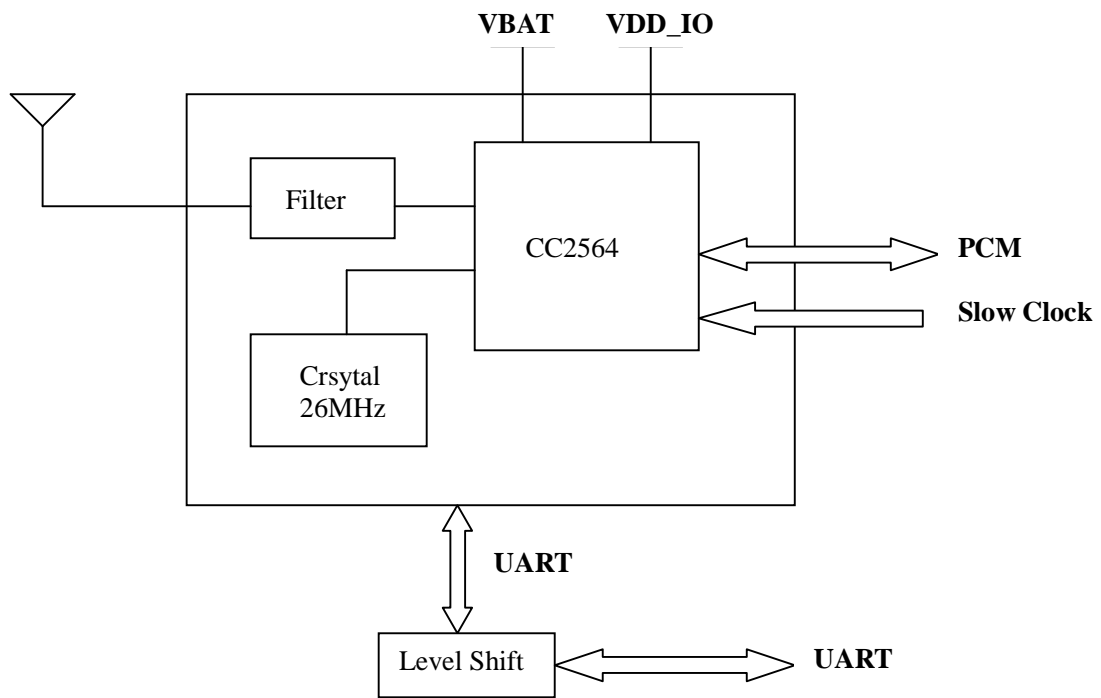 VBAT
VDD_IO
Filter
CC2564
PCM
Slow Clock
Crsytal
26MHz
UART
Level Shift
UART